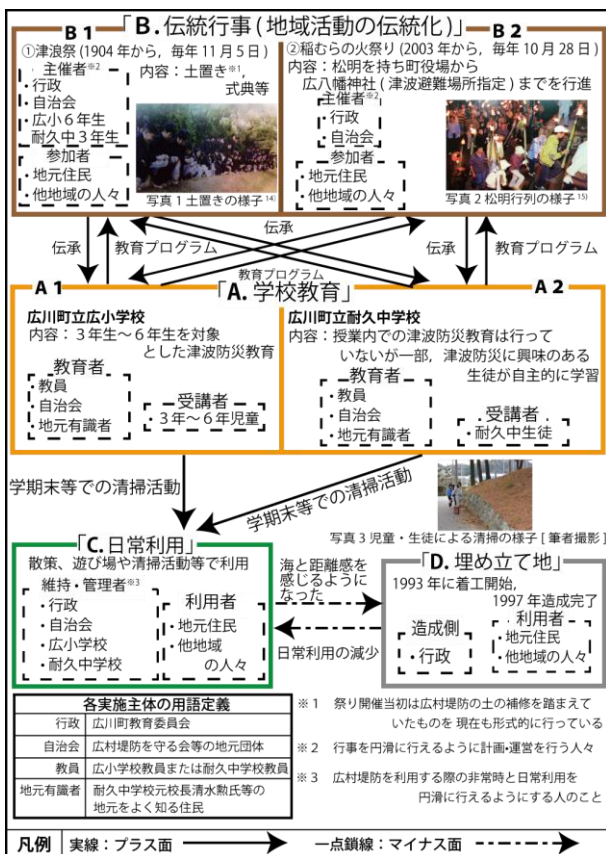 B 1
「B. 伝統行事 ( 地域活動の伝統化 )」
B 2
①津浪祭 (1904 年から，毎年 11 月 5 日 )
主催者※2
・行政
・自治会
・広小６年生
耐久中３年生
参加者
・地元住民
・他地域の人々
内容：土置き※1，
式典等
写真 1 土置きの様子 14)
②稲むらの火祭り (2003 年から，毎年 10 月 28 日 )
内容：松明を持ち町役場から
広八幡神社 ( 津波避難場所指定 ) までを行進
主催者※2
・行政
・自治会
参加者
・地元住民
・他地域の人々
写真 2 松明行列の様子 15)
伝承
教育プログラム
伝承
教育プログラム
伝承
教育プログラム
A 1
「A. 学校教育」
A 2
広川町立広小学校
内容：３年生～６年生を対象
とした津波防災教育
教育者
・教員
・自治会
・地元有識者
受講者
・３年～６年児童
広川町立耐久中学校
内容：授業内での津波防災教育は行って
いないが一部，津波防災に興味のある
生徒が自主的に学習
教育者
・教員
・自治会
・地元有識者
受講者
・耐久中生徒
学期末等での清掃活動
学期末等での清掃活動
写真 3 児童・生徒による清掃の様子 [ 筆者撮影 ]
「C. 日常利用」
散策、遊び場や清掃活動等で利用
維持・管理者※3
・行政
・自治会
・広小学校
・耐久中学校
利用者
・地元住民
・他地域
の人々
海と距離感を
感じるように
なった
日常利用の減少
「D. 埋め立て地」
1993 年に着工開始，
1997 年造成完了
造成側
・行政
利用者
・地元住民
・他地域の人々
各実施主体の用語定義
行政 広川町教育委員会
自治会 広村堤防を守る会等の地元団体
教員 広小学校教員または耐久中学校教員
地元有識者 耐久中学校元校長清水勲氏等の
地元をよく知る住民
※１ 祭り開催当初は広村堤防の土の補修を踏まえて
いたものを 現在も形式的に行っている
※２ 行事を円滑に行えるように計画・運営を行う人々
※３ 広村堤防を利用する際の非常時と日常利用を
円滑に行えるようにする人のこと
凡例 実線：プラス面 一点鎖線：マイナス面